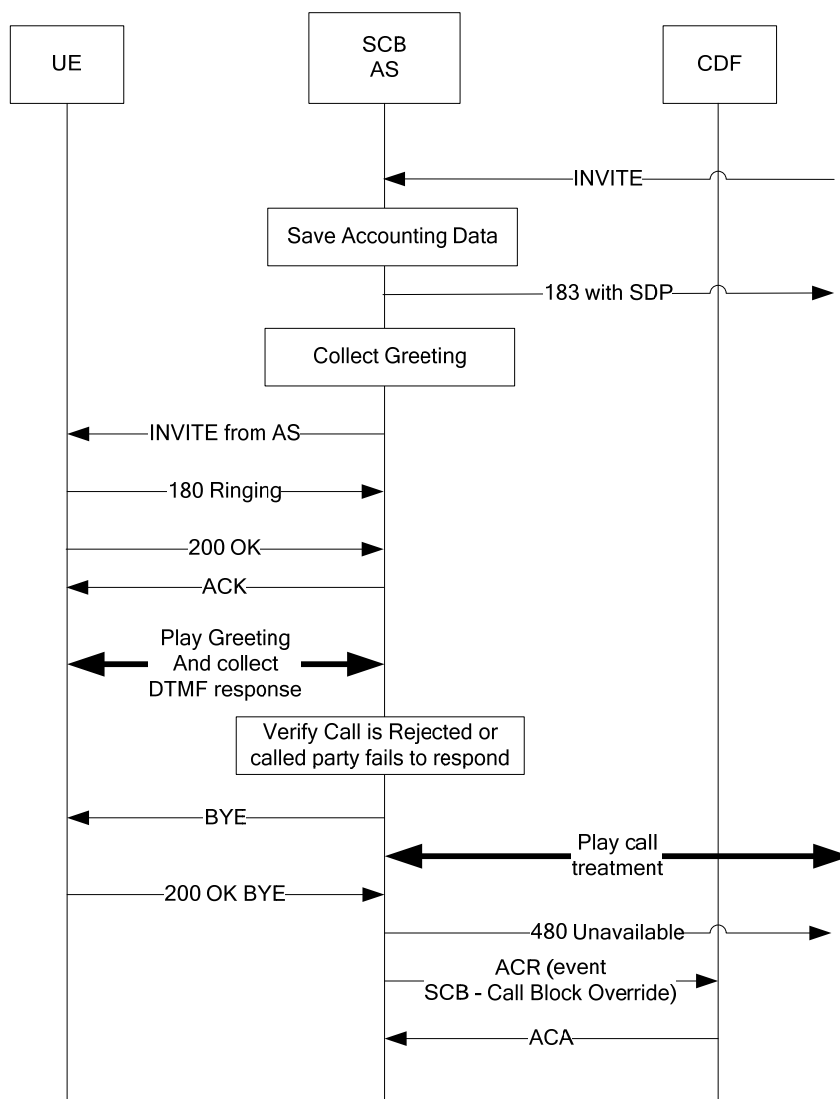 UE
SCB
AS
CDF
INVITE
Save Accounting Data
183 with SDP
Collect Greeting
INVITE from AS
180 Ringing
200 OK
ACK
Play Greeting
And collect
DTMF response
Verify Call is Rejected or
called party fails to respond
BYE
Play call
treatment
200 OK BYE
480 Unavailable
ACR (event
SCB - Call Block Override)
ACA